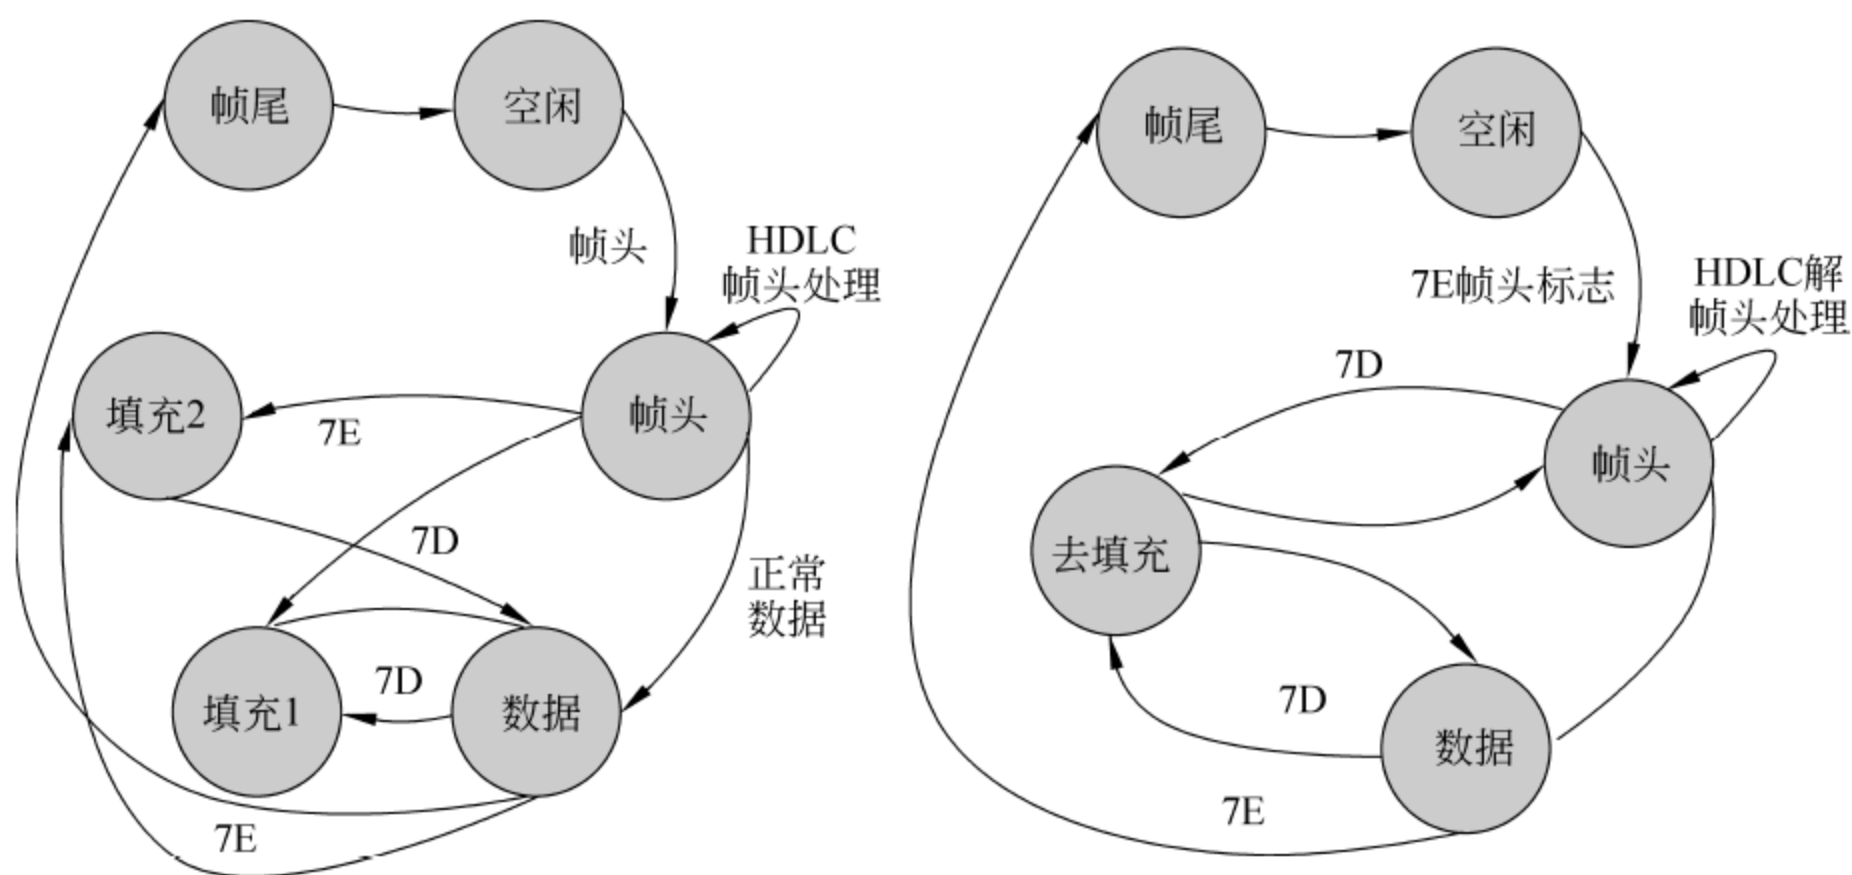 帧尾
空闲
帧头
HDLC
帧头处理
填充2
7E
帧头
7D
正常
数据
填充1
7D
数据
7E
帧尾
空闲
7E帧头标志
HDLC解
帧头处理
7D
帧头
去填充
7D
数据
7E